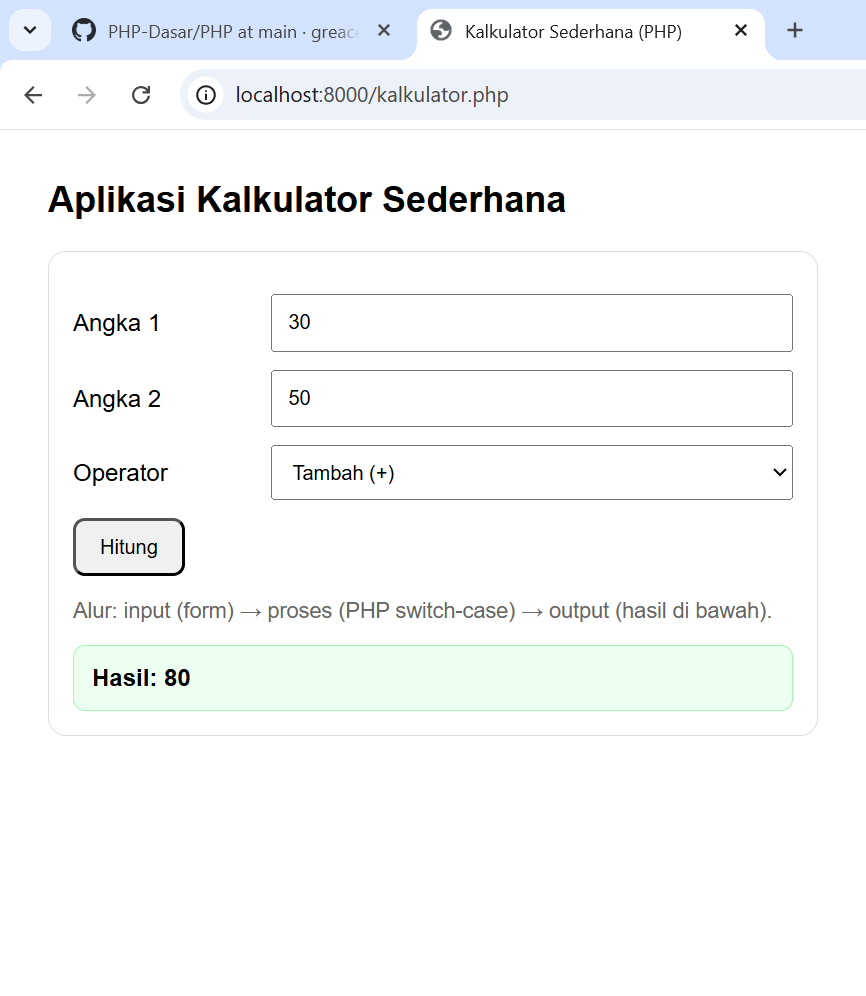 PHP-Dasar/PHP at main · greac
Kalkulator Sederhana (PHP)
localhost:8000/kalkulator.php
Aplikasi Kalkulator Sederhana
Angka 1
30
Angka 2
50
Operator
Tambah (+)
Hitung
Alur: input (form) → proses (PHP switch-case) → output (hasil di bawah).
Hasil: 80